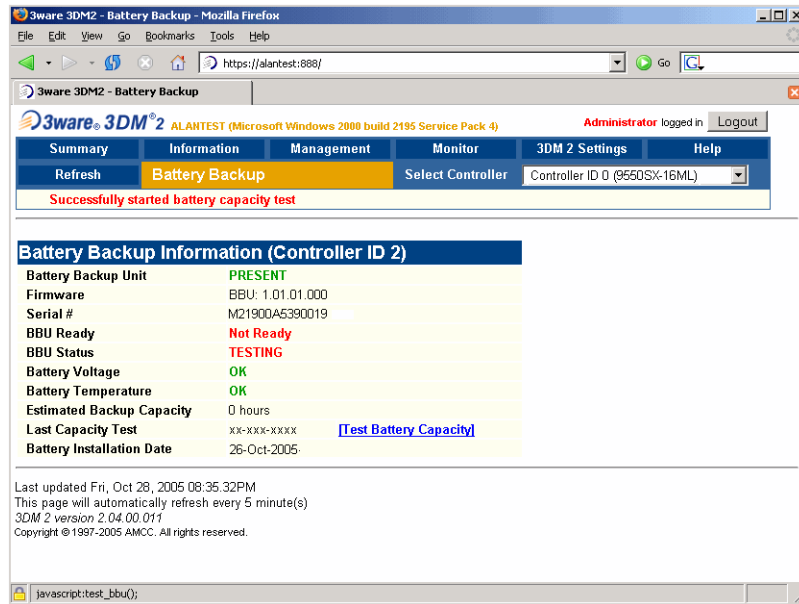 3ware 3DM2 - Battery Backup - Mozilla Firefox
File Edit View Go Bookmarks Tools Help
https://alantest:888/ Go G
3ware 3DM2 - Battery Backup
3ware® 3DM®2 ALANTEST (Microsoft Windows 2000 build 2195 Service Pack 4) Administrator logged in Logout
Summary Information Management Monitor 3DM 2 Settings Help
Refresh Battery Backup Select Controller Controller ID 0 (9550SX-16ML)
Successfully started battery capacity test
Battery Backup Information (Controller ID 2)
Battery Backup Unit PRESENT
Firmware BBU: 1.01.01.000
Serial # M21900A5390019
BBU Ready Not Ready
BBU Status TESTING
Battery Voltage OK
Battery Temperature OK
Estimated Backup Capacity 0 hours
Last Capacity Test xx-xxx-xxxx [Test Battery Capacity]
Battery Installation Date 26-Oct-2005
Last updated Fri, Oct 28, 2005 08:35.32PM
This page will automatically refresh every 5 minute(s)
3DM 2 version 2.04.00.011
Copyright © 1997-2005 AMCC. All rights reserved.
javascript:test_bbu();